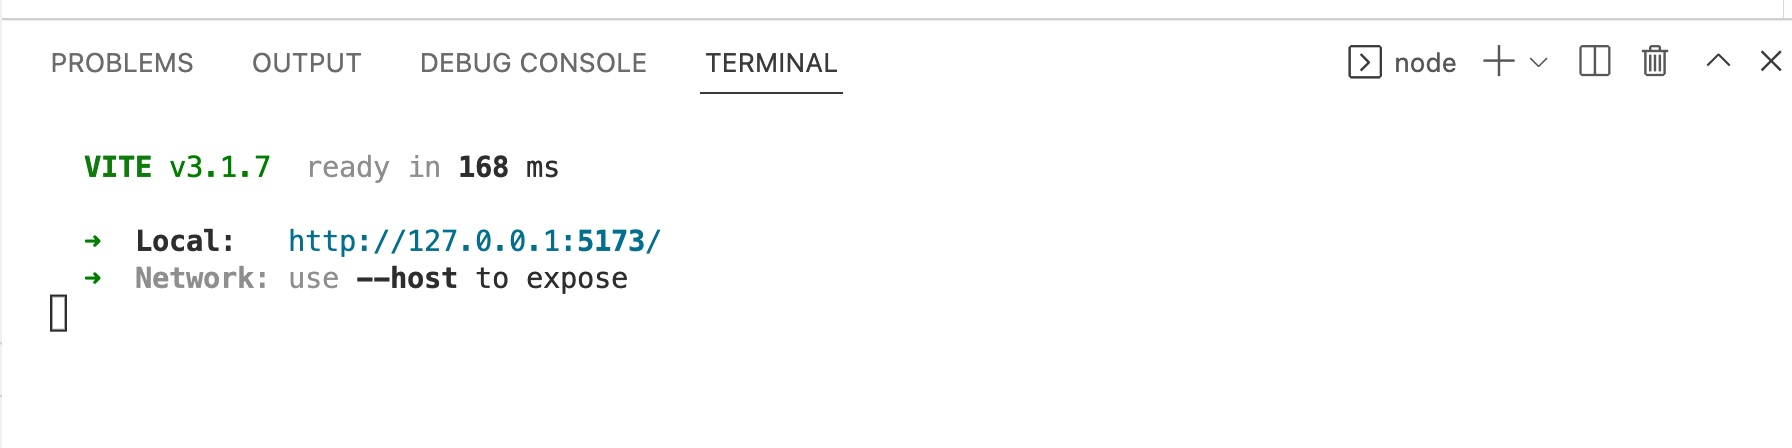 PROBLEMS OUTPUT DEBUG CONSOLE TERMINAL node
VITE v3.1.7 ready in 168 ms
➜ Local: http://127.0.0.1:5173/
➜ Network: use --host to expose